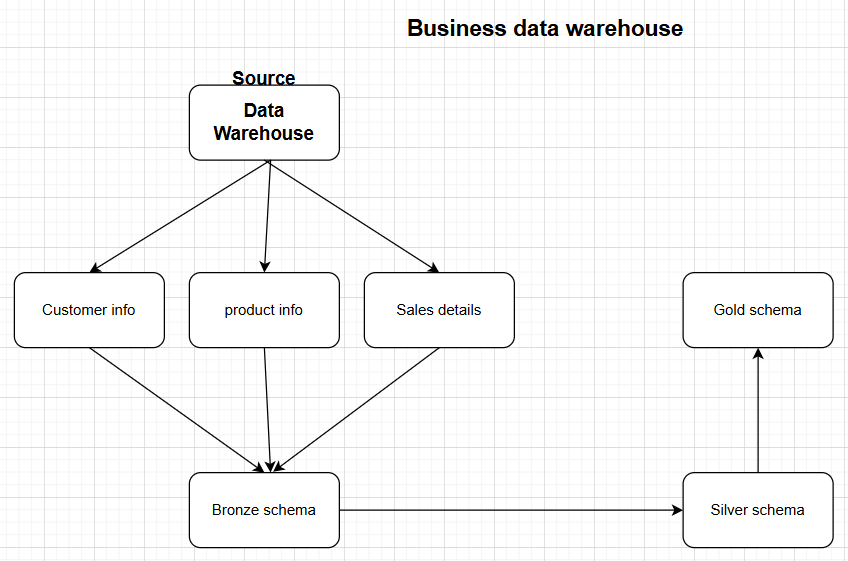 Business data warehouse
Source
Data
Warehouse
Customer info
product info
Sales details
Gold schema
Bronze schema
Silver schema